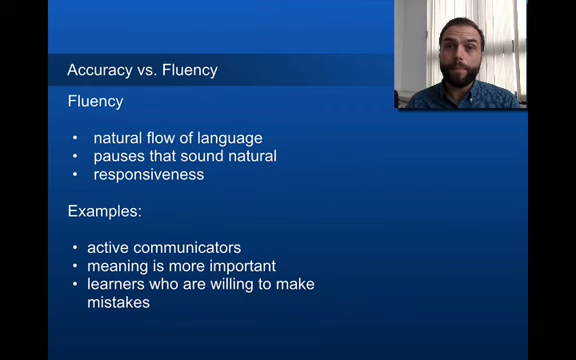 Accuracy vs. Fluency
Fluency
• natural flow of language
• pauses that sound natural
• responsiveness
Examples:
• active communicators
• meaning is more important
• learners who are willing to make
mistakes